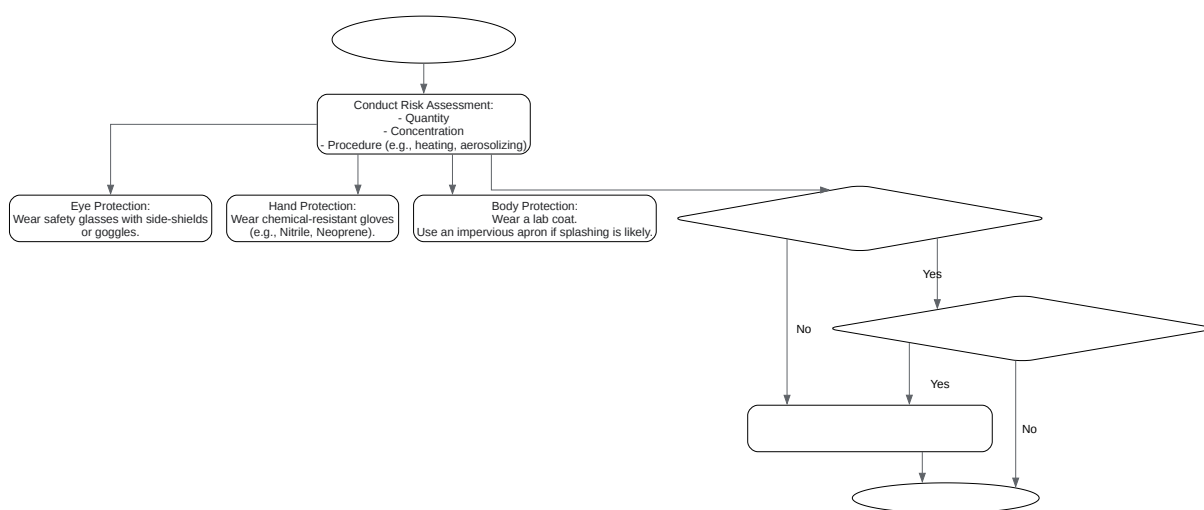 Conduct Risk Assessment:
- Quantity
- Concentration
- Procedure (e.g., heating, aerosolizing)
Eye Protection:
Wear safety glasses with side-shields
or goggles.
Hand Protection:
Wear chemical-resistant gloves
(e.g., Nitrile, Neoprene).
Body Protection:
Wear a lab coat.
Use an impervious apron if splashing is likely.
Yes
No
Yes
No